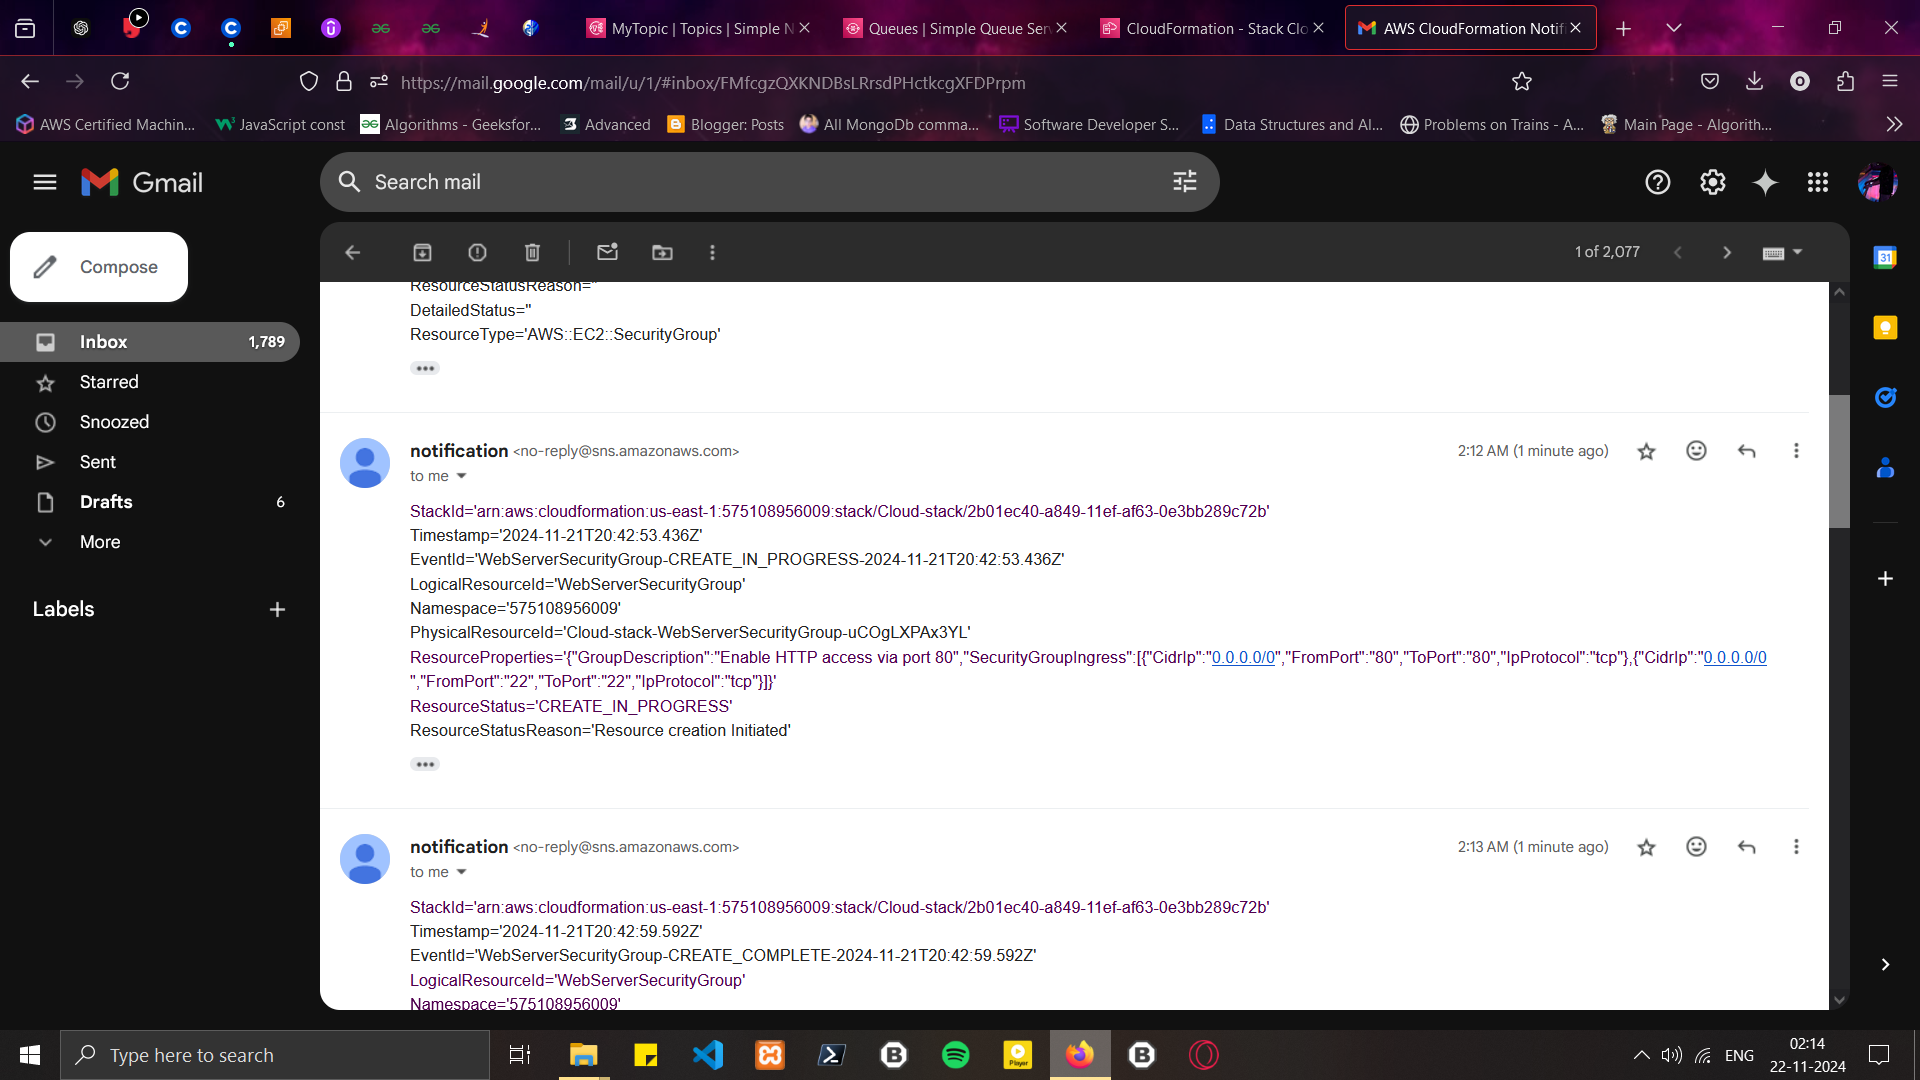 MyTopic | Topics | Simple N
Queues | Simple Queue Serv
CloudFormation - Stack Clo
AWS CloudFormation Notifi
https://mail.google.com/mail/u/1/#inbox/FMfcgzQXKNDBsLRrsdPHctkcgXFDPrpm
AWS Certified Machin...
JavaScript const
Algorithms - Geeksfor...
Advanced
Blogger: Posts
All MongoDb comma...
Software Developer S...
Data Structures and Al...
Problems on Trains - A...
Main Page - Algorith...
Gmail
Search mail
Compose
1 of 2,077
Inbox 1,789
Starred
Snoozed
Sent
Drafts 6
More
Labels
ResourceStatusReason=''
DetailedStatus=''
ResourceType='AWS::EC2::SecurityGroup'
notification <no-reply@sns.amazonaws.com> 2:12 AM (1 minute ago)
to me
StackId='arn:aws:cloudformation:us-east-1:575108956009:stack/Cloud-stack/2b01ec40-a849-11ef-af63-0e3bb289c72b'
Timestamp='2024-11-21T20:42:53.436Z'
EventId='WebServerSecurityGroup-CREATE_IN_PROGRESS-2024-11-21T20:42:53.436Z'
LogicalResourceId='WebServerSecurityGroup'
Namespace='575108956009'
PhysicalResourceId='Cloud-stack-WebServerSecurityGroup-uCOgLXPAx3YL'
ResourceProperties='{"GroupDescription":"Enable HTTP access via port 80","SecurityGroupIngress":[{"CidrIp":"0.0.0.0/0","FromPort":"80","ToPort":"80","IpProtocol":"tcp"},{"CidrIp":"0.0.0.0/0
","FromPort":"22","ToPort":"22","IpProtocol":"tcp"}]}'
ResourceStatus='CREATE_IN_PROGRESS'
ResourceStatusReason='Resource creation Initiated'
notification <no-reply@sns.amazonaws.com> 2:13 AM (1 minute ago)
to me
StackId='arn:aws:cloudformation:us-east-1:575108956009:stack/Cloud-stack/2b01ec40-a849-11ef-af63-0e3bb289c72b'
Timestamp='2024-11-21T20:42:59.592Z'
EventId='WebServerSecurityGroup-CREATE_COMPLETE-2024-11-21T20:42:59.592Z'
LogicalResourceId='WebServerSecurityGroup'
Namespace='575108956009'
Type here to search
ENG
02:14
22-11-2024